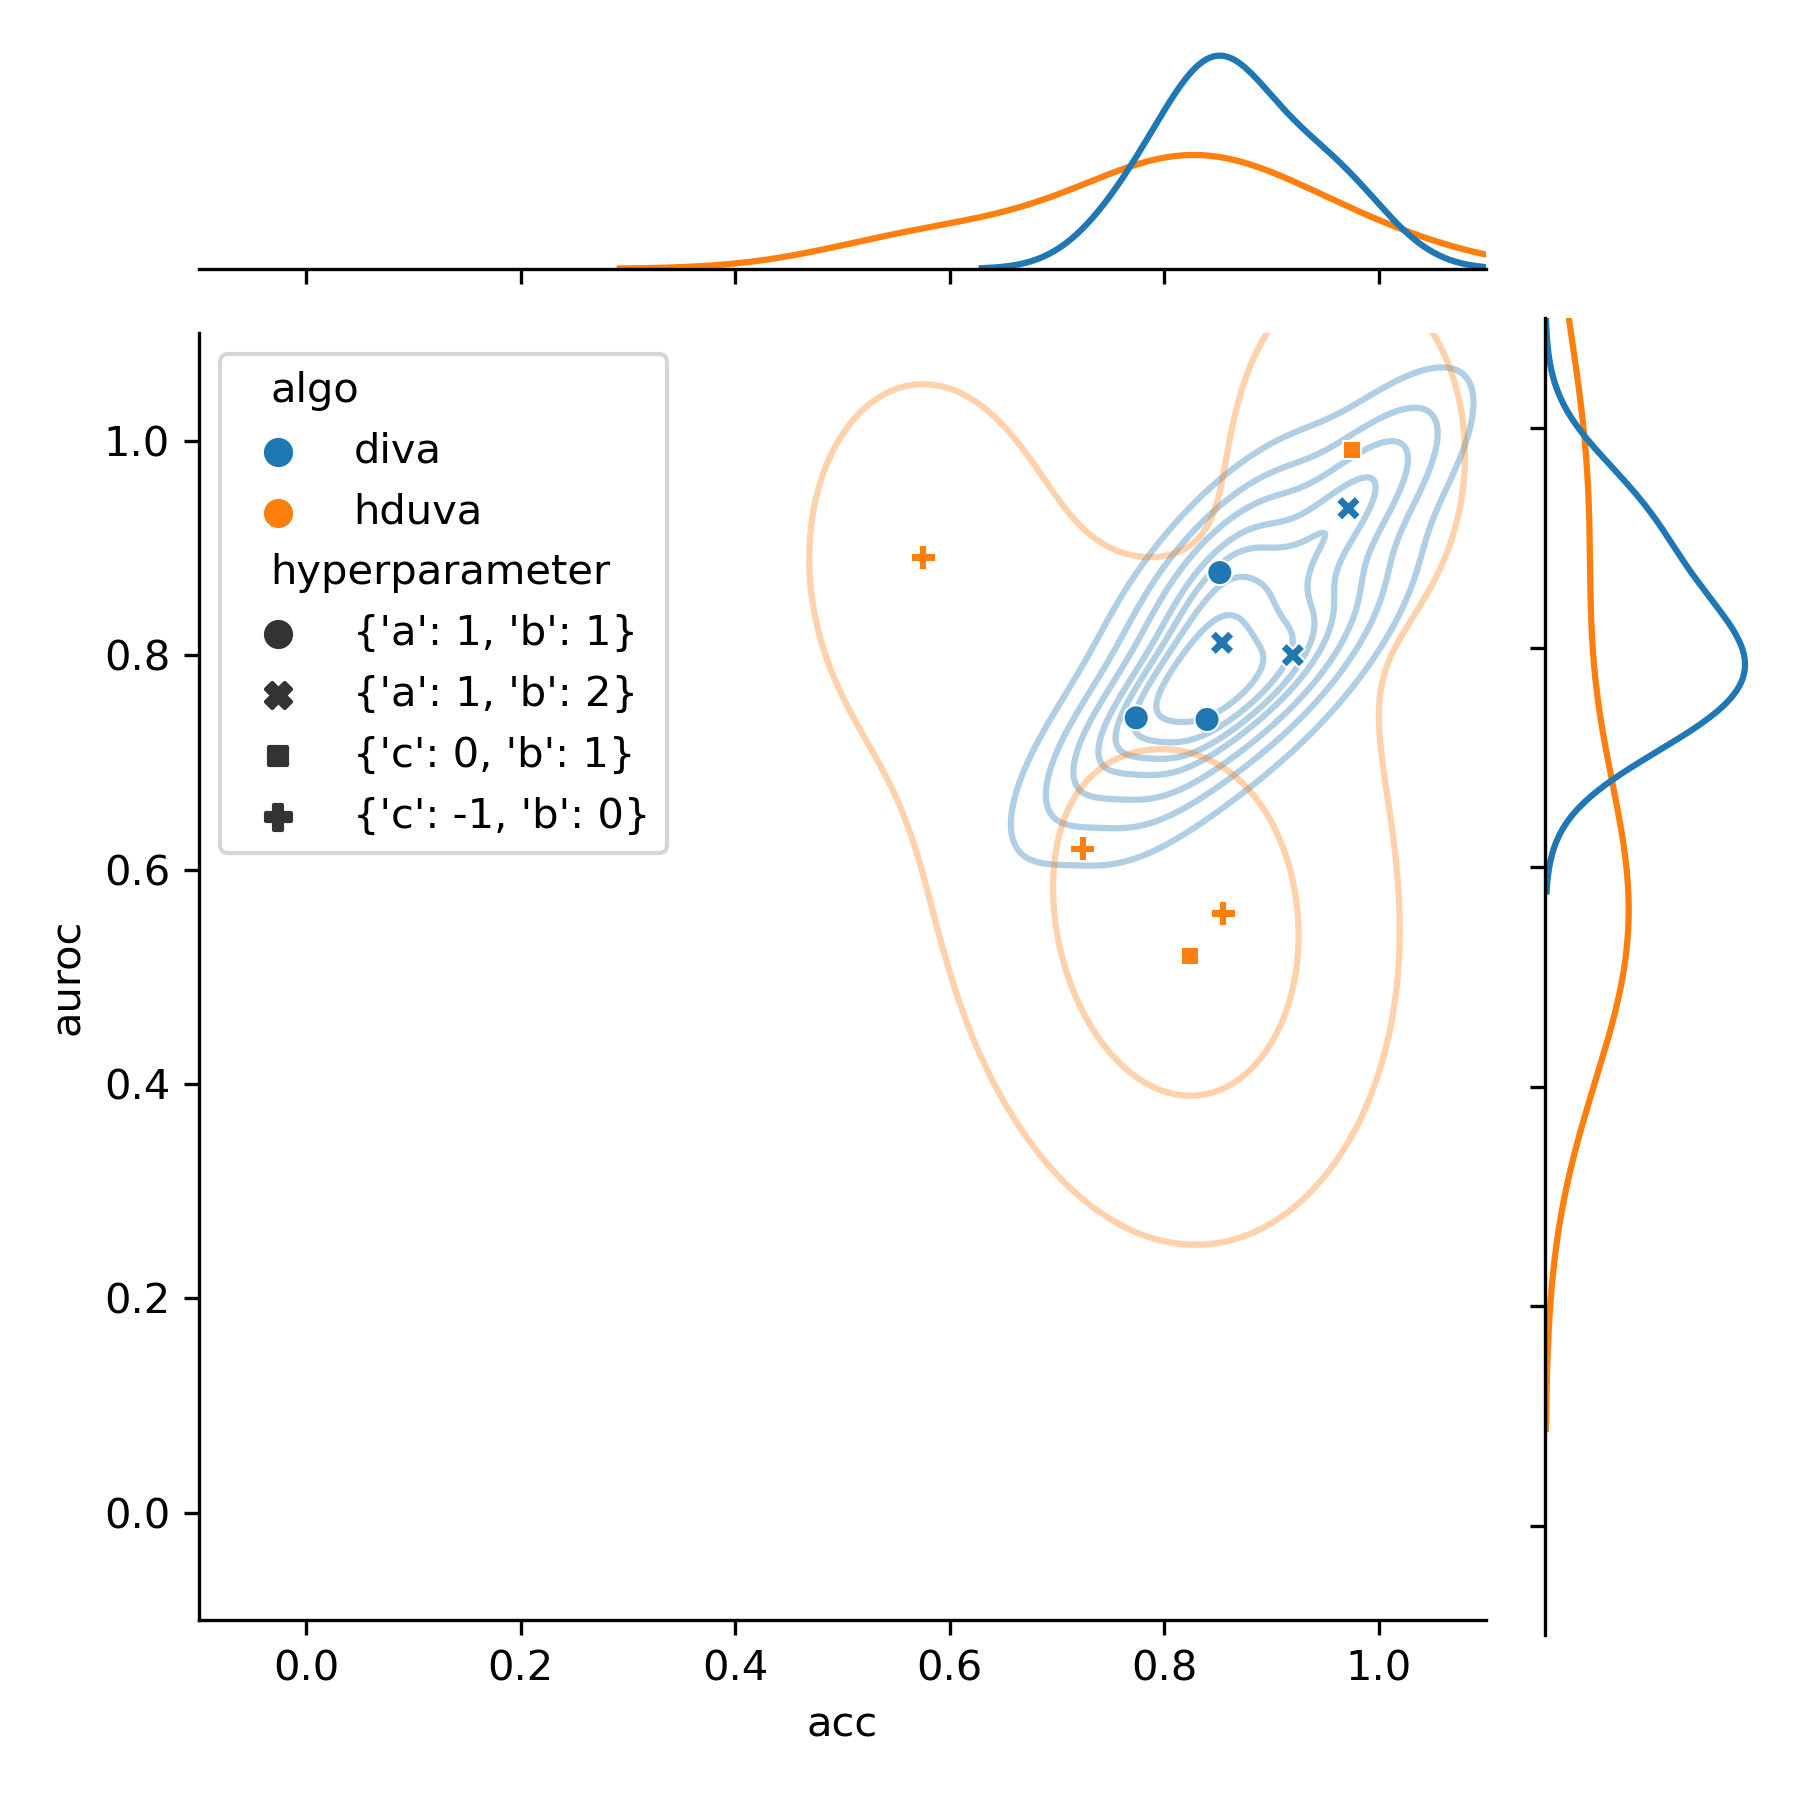 algo
diva
hduva
hyperparameter
{'a': 1, 'b': 1}
{'a': 1, 'b': 2}
{'c': 0, 'b': 1}
{'c': -1, 'b': 0}
1.0
0.8
0.6
0.4
0.2
0.0
auroc
0.0 0.2 0.4 0.6 0.8 1.0
acc